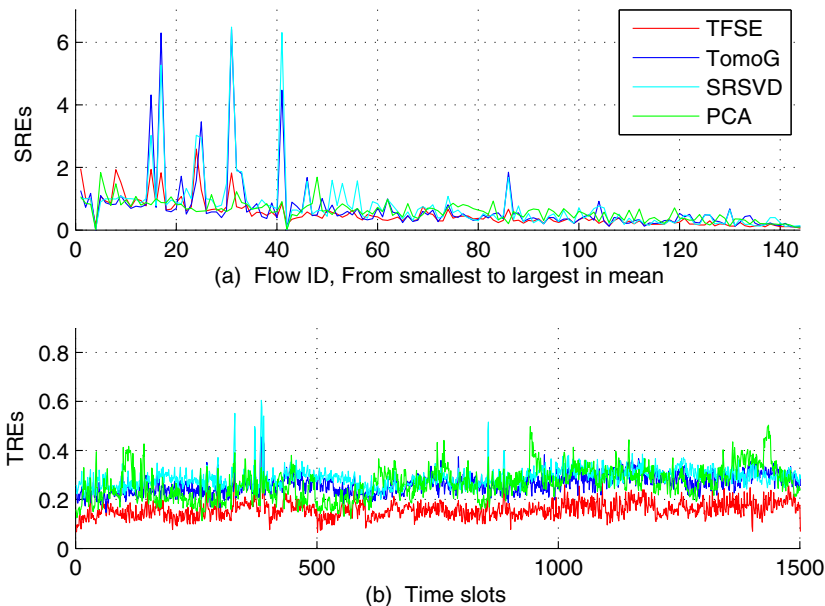 TFSE
TomoG
SRSVD
PCA
SREs
6
4
2
0
0 20 40 60 80 100 120 140
(a) Flow ID, From smallest to largest in mean
TREs
0.8
0.6
0.4
0.2
0
0 500 1000 1500
(b) Time slots